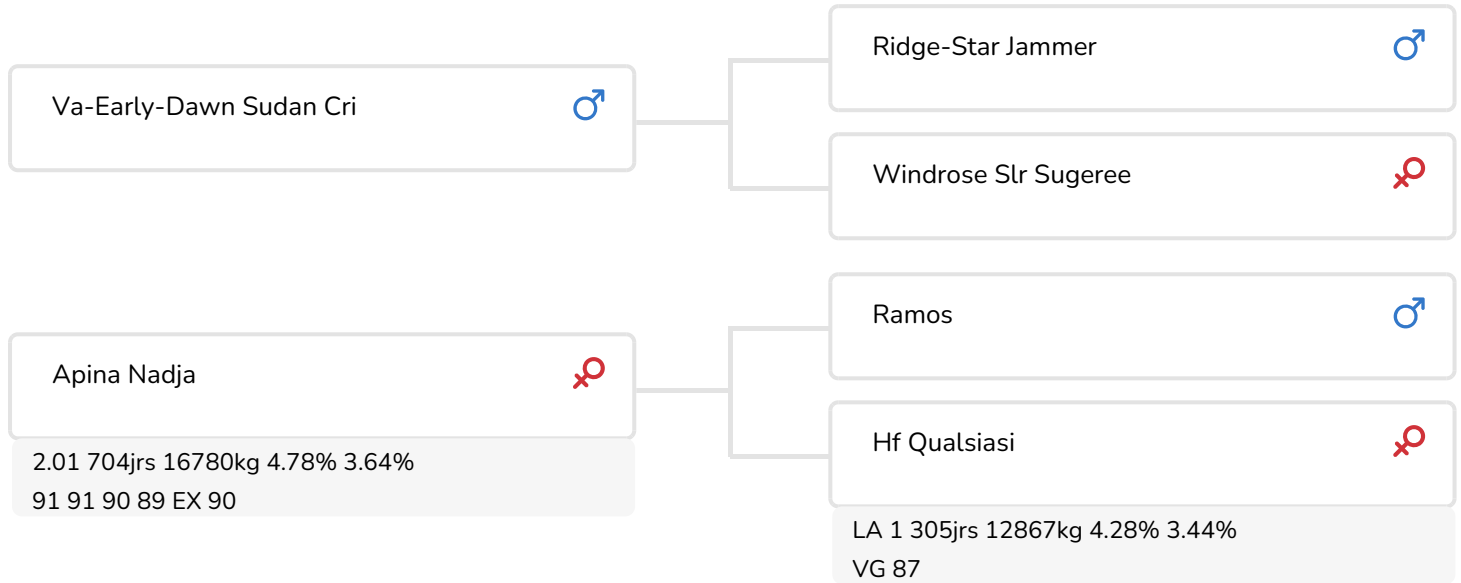 Va-Early-Dawn Sudan Cri
Ridge-Star Jammer
Windrose Slr Sugeree
Apina Nadja
2.01 704jrs 16780kg 4.78% 3.64%
91 91 90 89 EX 90
Ramos
Hf Qualsiasi
LA 1 305jrs 12867kg 4.28% 3.44%
VG 87